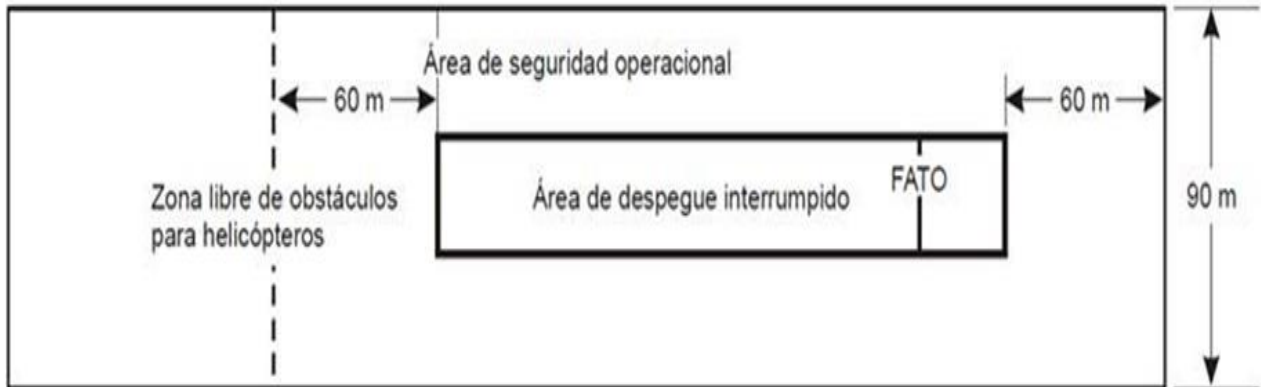 Área de seguridad operacional
60 m
60 m
Zona libre de obstáculos
para helicópteros
Área de despegue interrumpido
FATO
90 m